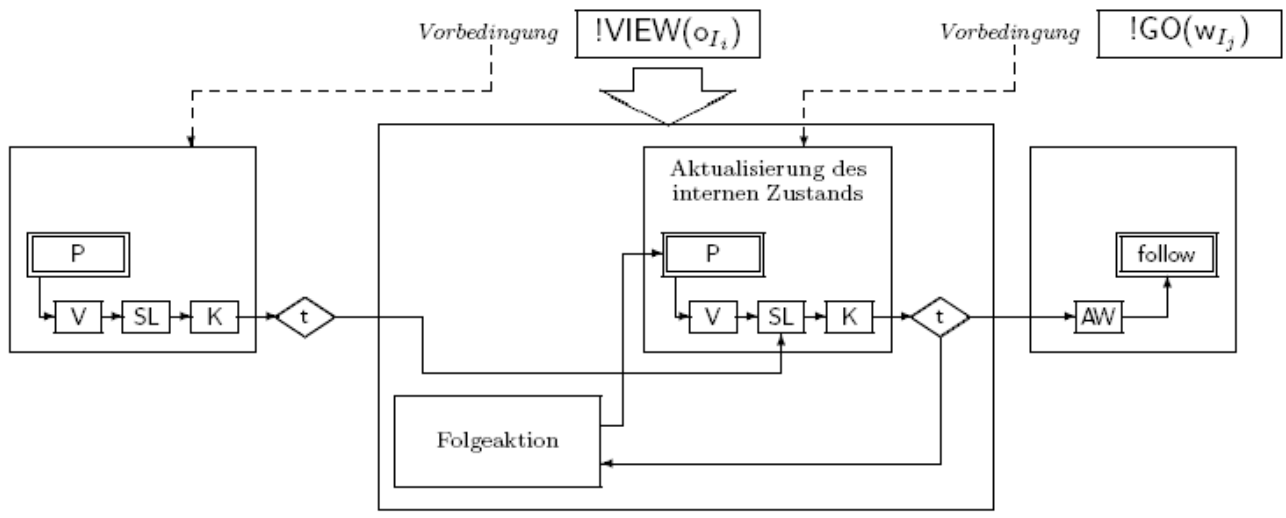 Vorbedingung !VIEW(o_{I_i}) Vorbedingung !GO(w_{I_j})
Aktualisierung des
internen Zustands
P P follow
V SL K t V SL K t AW
Folgeaktion